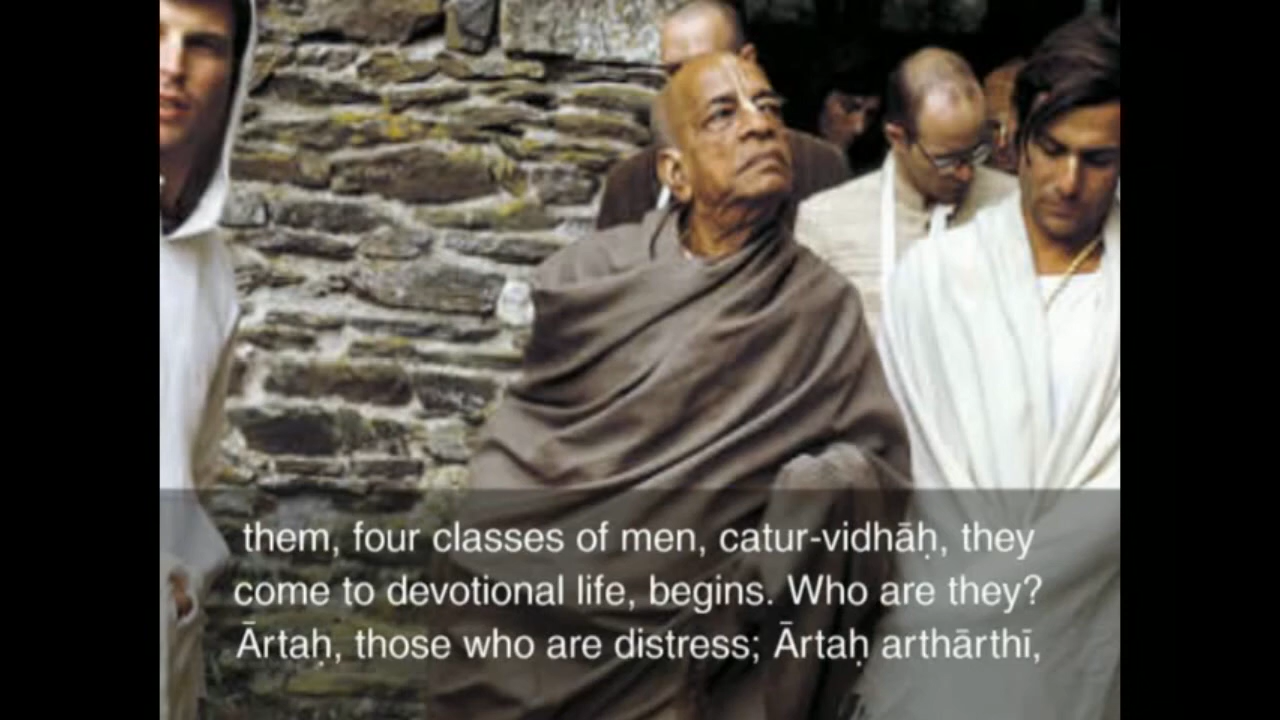 them, four classes of men, catur-vidhāḥ, they
come to devotional life, begins. Who are they?
Ārtaḥ, those who are distress; Ārtaḥ arthārthī,